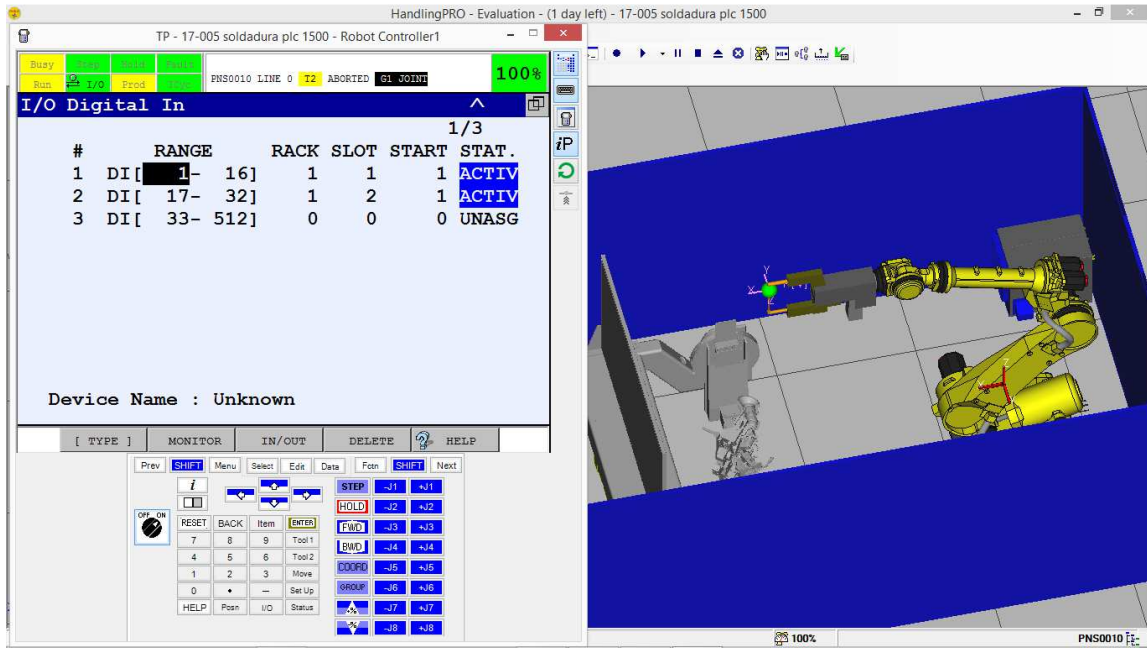 HandlingPRO - Evaluation - (1 day left) - 17-005 soldadura plc 1500
TP - 17-005 soldadura plc 1500 - Robot Controller1
Busy Step Hold Fault
Run I/O Prod
PNS0010 LINE 0 T2 ABORTED G1 JOINT
100%
I/O Digital In
1/3
# RANGE RACK SLOT START STAT.
1 DI[ 1- 16] 1 1 1 ACTIV
2 DI[ 17- 32] 1 2 1 ACTIV
3 DI[ 33- 512] 0 0 0 UNASG
Device Name : Unknown
[ TYPE ] MONITOR IN/OUT DELETE HELP
iP
Prev SHIFT Menu Select Edit Data Fctn SHIFT Next
i
OFF ON
RESET BACK Item ENTER
7 8 9 Tool 1
4 5 6 Tool 2
1 2 3 Move
0 • — Set Up
HELP Posn I/O Status
STEP -J1 +J1
HOLD -J2 +J2
FWD -J3 +J3
BWD -J4 +J4
COORD -J5 +J5
GROUP -J6 +J6
+% -J7 +J7
-% -J8 +J8
Y
X
Z
100%
PNS0010